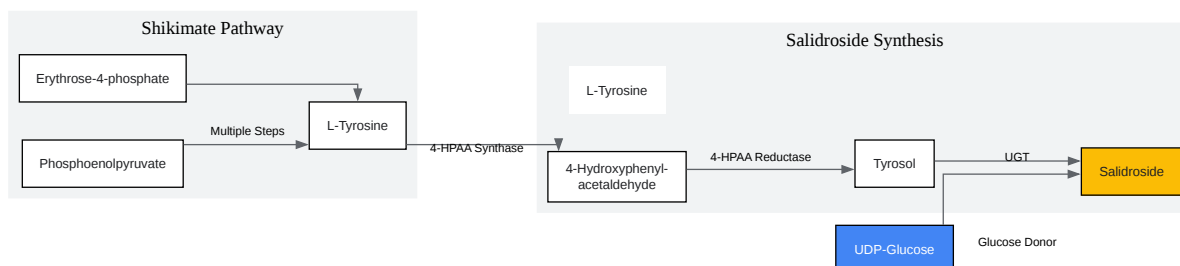 Shikimate Pathway
Erythrose-4-phosphate
Multiple Steps
L-Tyrosine
Phosphoenolpyruvate
4-HPAA Synthase
Salidroside Synthesis
L-Tyrosine
4-Hydroxyphenyl-
acetaldehyde
4-HPAA Reductase
Tyrosol
UGT
Salidroside
UDP-Glucose
Glucose Donor